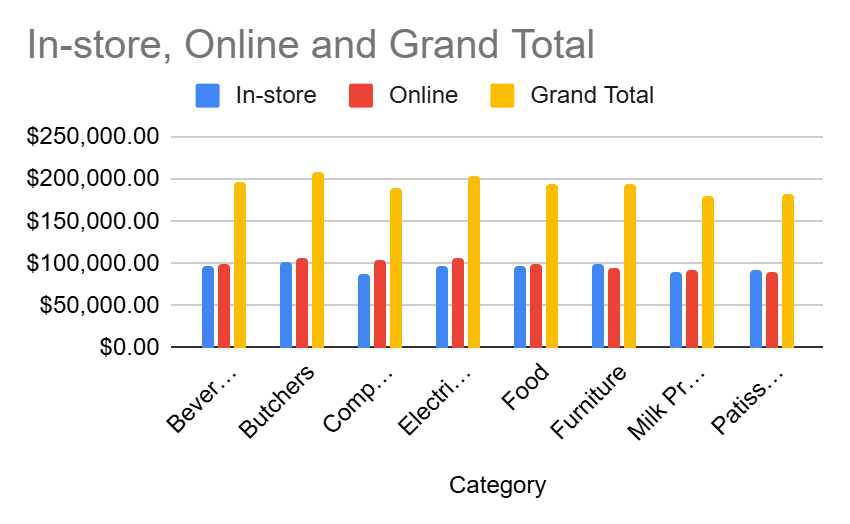 In-store, Online and Grand Total
In-store Online Grand Total
$250,000.00
$200,000.00
$150,000.00
$100,000.00
$50,000.00
$0.00
Bever…
Butchers
Comp…
Electri…
Food
Furniture
Milk Pr…
Patiss…
Category